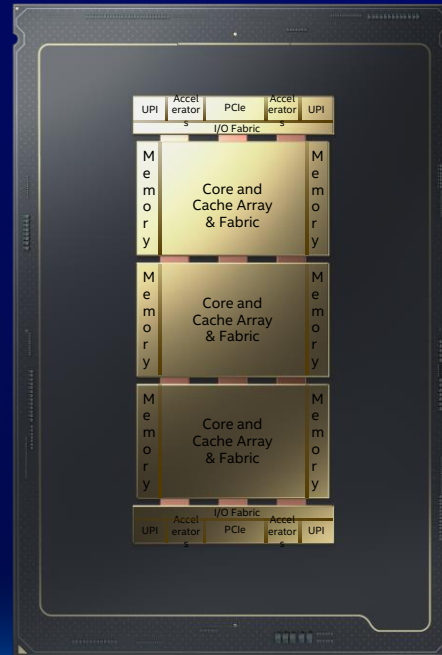 UPI
Accel
erator
s
PCIe
Accel
erator
s
UPI
I/O Fabric
M
e
m
o
r
y
Core and
Cache Array
& Fabric
M
e
m
o
r
y
M
e
m
o
r
y
Core and
Cache Array
& Fabric
M
e
m
o
r
y
M
e
m
o
r
y
Core and
Cache Array
& Fabric
M
e
m
o
r
y
I/O Fabric
UPI
Accel
erator
s
PCIe
Accel
erator
s
UPI